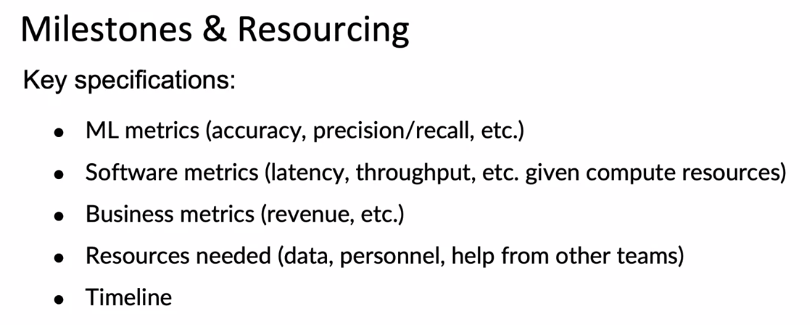 Milestones & Resourcing
Key specifications:
• ML metrics (accuracy, precision/recall, etc.)
• Software metrics (latency, throughput, etc. given compute resources)
• Business metrics (revenue, etc.)
• Resources needed (data, personnel, help from other teams)
• Timeline